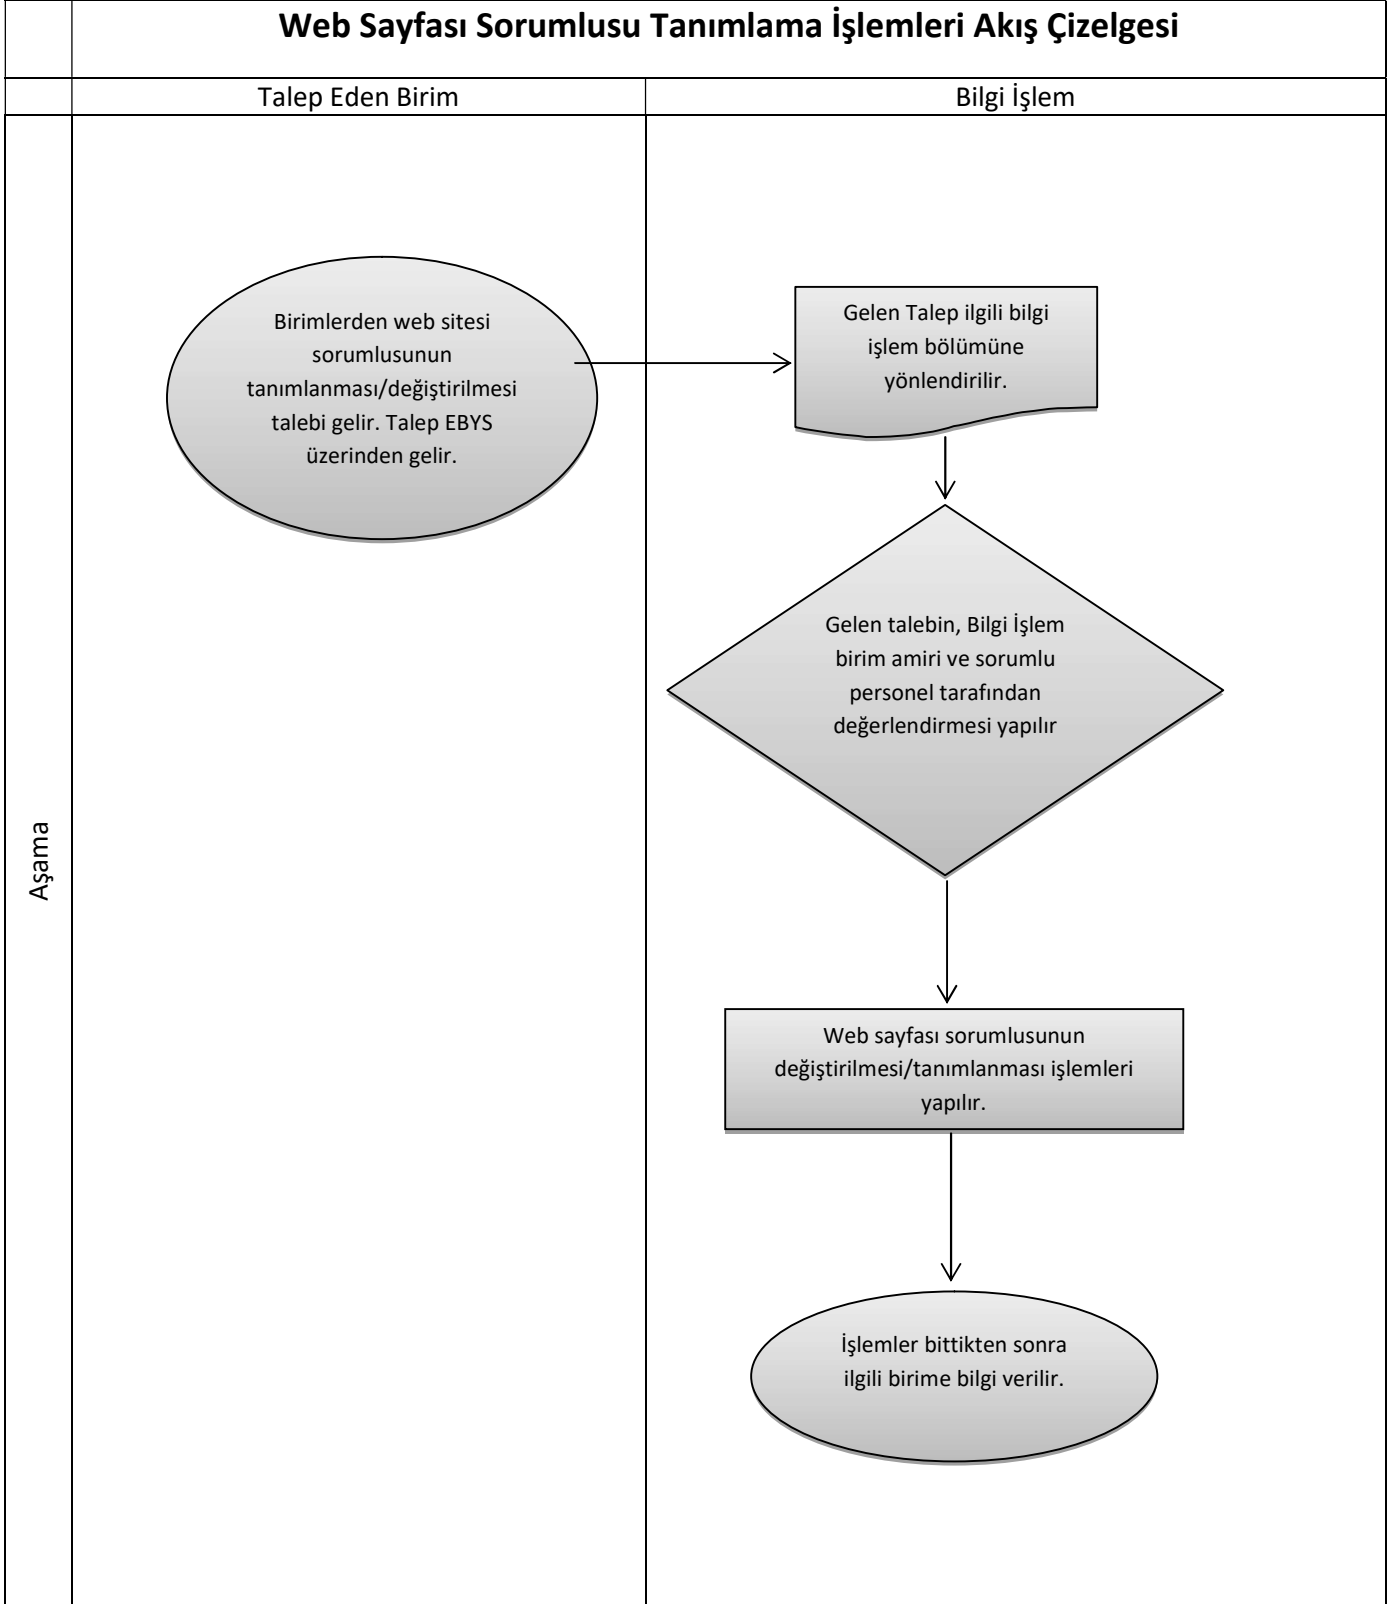 Web Sayfası Sorumlusu Tanımlama İşlemleri Akış Çizelgesi
Talep Eden Birim
Bilgi İşlem
Aşama
Birimlerden web sitesi
sorumlusunun
tanımlanması/değiştirilmesi
talebi gelir. Talep EBYS
üzerinden gelir.
Gelen Talep ilgili bilgi
işlem bölümüne
yönlendirilir.
Gelen talebin, Bilgi İşlem
birim amiri ve sorumlu
personel tarafından
değerlendirmesi yapılır
Web sayfası sorumlusunun
değiştirilmesi/tanımlanması işlemleri
yapılır.
İşlemler bittikten sonra
ilgili birime bilgi verilir.